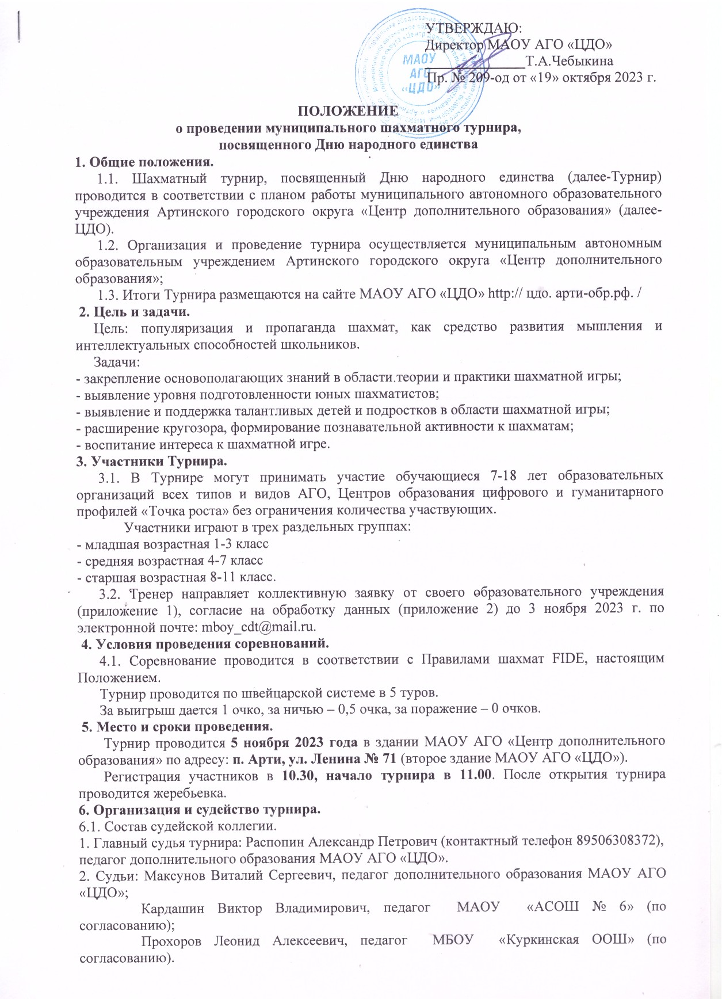 УТВЕРЖДАЮ:
Директор МАОУ АГО «ЦДО»
_____________Т.А.Чебыкина
Пр. № 209-од от «19» октября 2023 г.
МАОУ
АГО
«ЦДО»
ПОЛОЖЕНИЕ
о проведении муниципального шахматного турнира,
посвященного Дню народного единства
1. Общие положения.
1.1. Шахматный турнир, посвященный Дню народного единства (далее-Турнир)
проводится в соответствии с планом работы муниципального автономного образовательного
учреждения Артинского городского округа «Центр дополнительного образования» (далее-
ЦДО).
1.2. Организация и проведение турнира осуществляется муниципальным автономным
образовательным учреждением Артинского городского округа «Центр дополнительного
образования»;
1.3. Итоги Турнира размещаются на сайте МАОУ АГО «ЦДО» http:// цдо. арти-обр.рф. /
2. Цель и задачи.
Цель: популяризация и пропаганда шахмат, как средство развития мышления и
интеллектуальных способностей школьников.
Задачи:
- закрепление основополагающих знаний в области теории и практики шахматной игры;
- выявление уровня подготовленности юных шахматистов;
- выявление и поддержка талантливых детей и подростков в области шахматной игры;
- расширение кругозора, формирование познавательной активности к шахматам;
- воспитание интереса к шахматной игре.
3. Участники Турнира.
3.1. В Турнире могут принимать участие обучающиеся 7-18 лет образовательных
организаций всех типов и видов АГО, Центров образования цифрового и гуманитарного
профилей «Точка роста» без ограничения количества участвующих.
Участники играют в трех раздельных группах:
- младшая возрастная 1-3 класс
- средняя возрастная 4-7 класс
- старшая возрастная 8-11 класс.
3.2. Тренер направляет коллективную заявку от своего образовательного учреждения
(приложение 1), согласие на обработку данных (приложение 2) до 3 ноября 2023 г. по
электронной почте: mboy_cdt@mail.ru.
4. Условия проведения соревнований.
4.1. Соревнование проводится в соответствии с Правилами шахмат FIDE, настоящим
Положением.
Турнир проводится по швейцарской системе в 5 туров.
За выигрыш дается 1 очко, за ничью – 0,5 очка, за поражение – 0 очков.
5. Место и сроки проведения.
Турнир проводится 5 ноября 2023 года в здании МАОУ АГО «Центр дополнительного
образования» по адресу: п. Арти, ул. Ленина № 71 (второе здание МАОУ АГО «ЦДО»).
Регистрация участников в 10.30, начало турнира в 11.00. После открытия турнира
проводится жеребьевка.
6. Организация и судейство турнира.
6.1. Состав судейской коллегии.
1. Главный судья турнира: Распопин Александр Петрович (контактный телефон 89506308372),
педагог дополнительного образования МАОУ АГО «ЦДО».
2. Судьи: Максунов Виталий Сергеевич, педагог дополнительного образования МАОУ АГО
«ЦДО»;
Кардашин Виктор Владимирович, педагог МАОУ «АСОШ № 6» (по
согласованию);
Прохоров Леонид Алексеевич, педагог МБОУ «Куркинская ООШ» (по
согласованию).